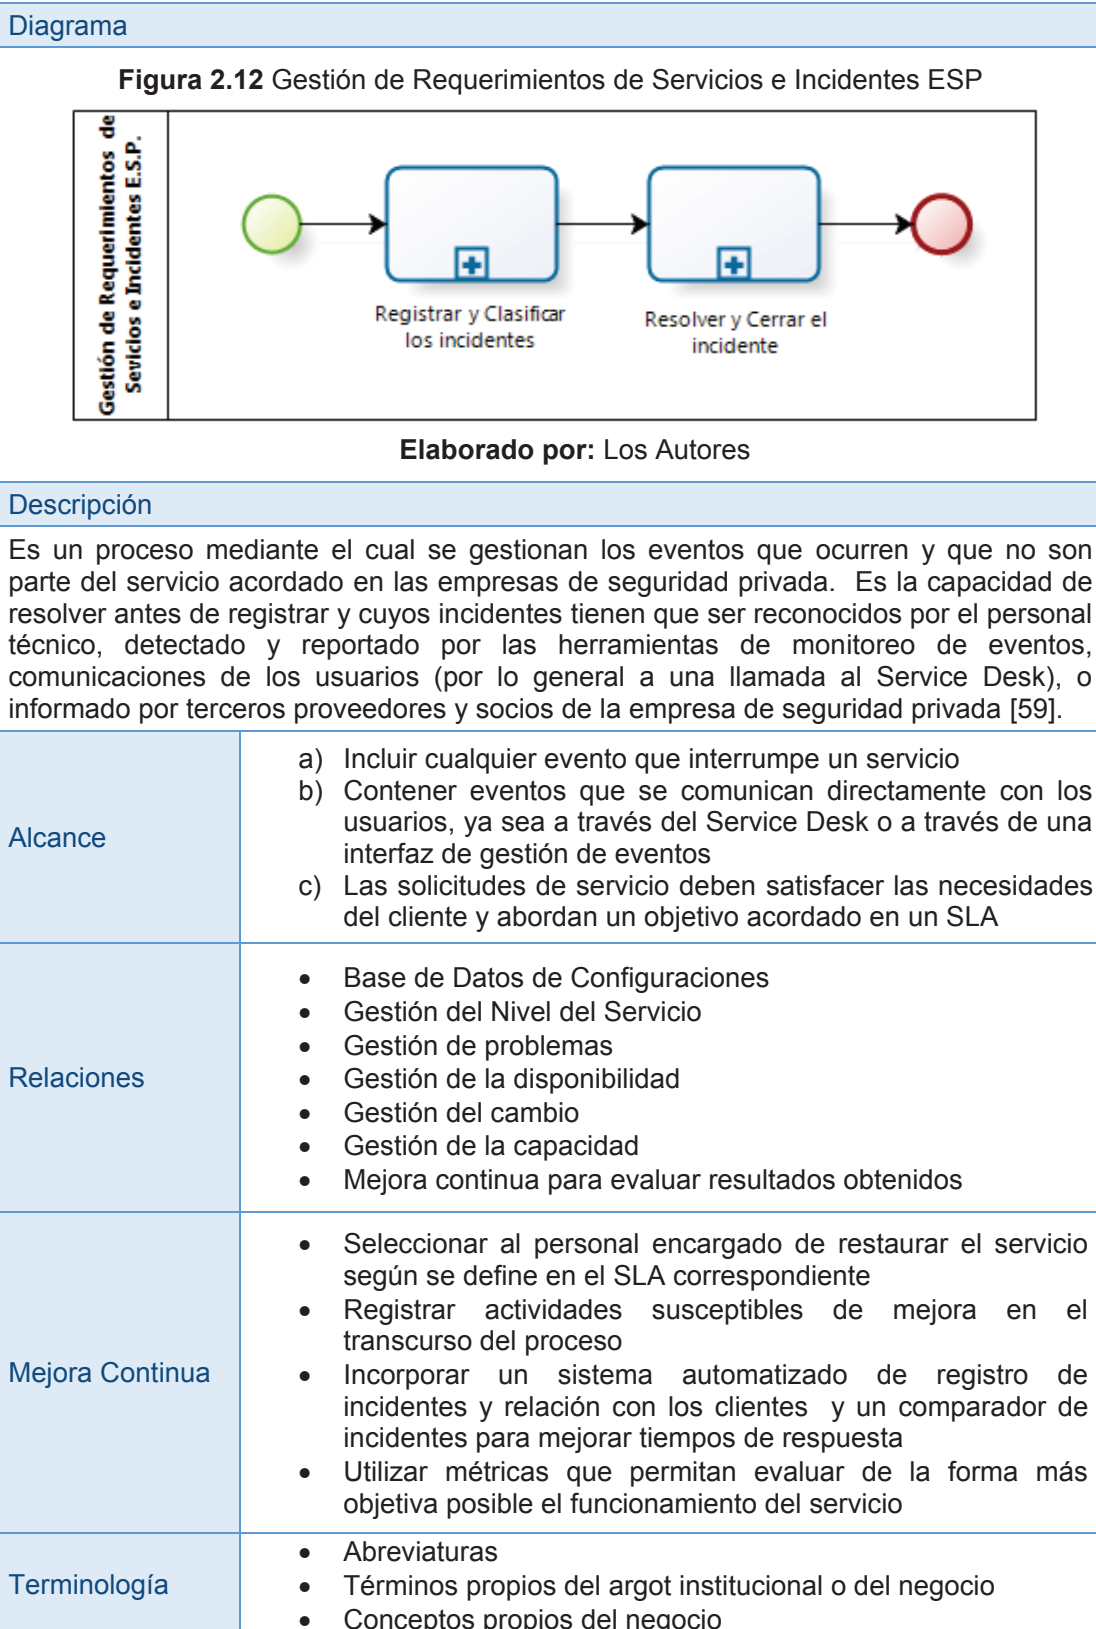 Diagrama
Figura 2.12 Gestión de Requerimientos de Servicios e Incidentes ESP
Gestión de Requerimientos de
Sevicios e Incidentes E.S.P.
Registrar y Clasificar
los incidentes
Resolver y Cerrar el
incidente
Elaborado por: Los Autores
Descripción
Es un proceso mediante el cual se gestionan los eventos que ocurren y que no son
parte del servicio acordado en las empresas de seguridad privada. Es la capacidad de
resolver antes de registrar y cuyos incidentes tienen que ser reconocidos por el personal
técnico, detectado y reportado por las herramientas de monitoreo de eventos,
comunicaciones de los usuarios (por lo general a una llamada al Service Desk), o
informado por terceros proveedores y socios de la empresa de seguridad privada [59].
Alcance
a) Incluir cualquier evento que interrumpe un servicio
b) Contener eventos que se comunican directamente con los
usuarios, ya sea a través del Service Desk o a través de una
interfaz de gestión de eventos
c) Las solicitudes de servicio deben satisfacer las necesidades
del cliente y abordan un objetivo acordado en un SLA
Relaciones
• Base de Datos de Configuraciones
• Gestión del Nivel del Servicio
• Gestión de problemas
• Gestión de la disponibilidad
• Gestión del cambio
• Gestión de la capacidad
• Mejora continua para evaluar resultados obtenidos
Mejora Continua
• Seleccionar al personal encargado de restaurar el servicio
según se define en el SLA correspondiente
• Registrar actividades susceptibles de mejora en el
transcurso del proceso
• Incorporar un sistema automatizado de registro de
incidentes y relación con los clientes y un comparador de
incidentes para mejorar tiempos de respuesta
• Utilizar métricas que permitan evaluar de la forma más
objetiva posible el funcionamiento del servicio
Terminología
• Abreviaturas
• Términos propios del argot institucional o del negocio
• Conceptos propios del negocio